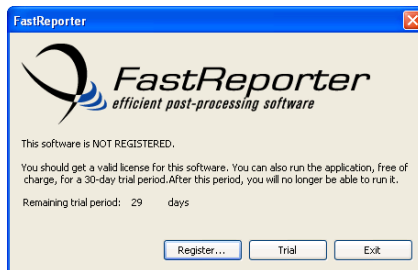 FastReporter
FastReporter
efficient post-processing software
This software is NOT REGISTERED.
You should get a valid license for this software. You can also run the application, free of
charge, for a 30-day trial period.After this period, you will no longer be able to run it.
Remaining trial period: 29 days
Register... Trial Exit